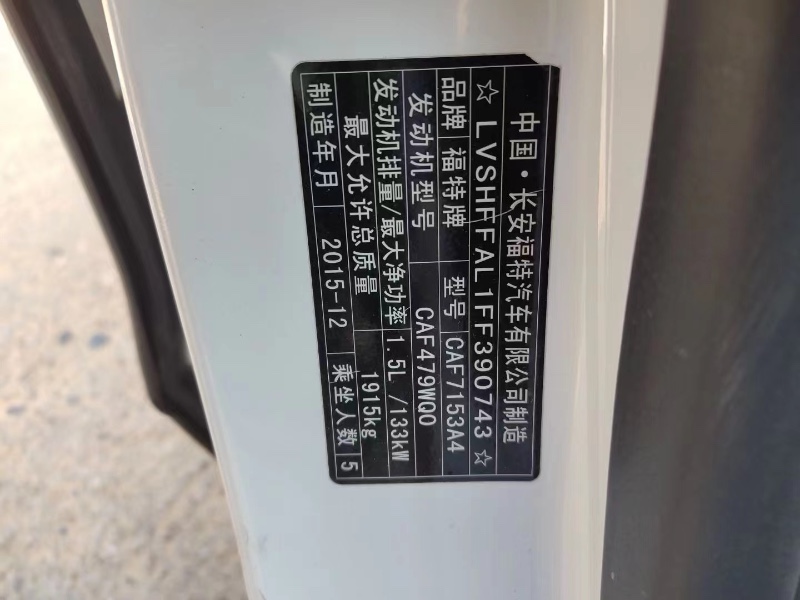 中国·长安福特汽车有限公司制造
☆LVSHFFAL1FF390743☆
品牌 福特牌 型号 CAF7153A4
发动机型号 CAF479WQ0
发动机排量/最大净功率 1.5L /133kW
最大允许总质量 1915kg
制造年月 2015-12 乘坐人数 5